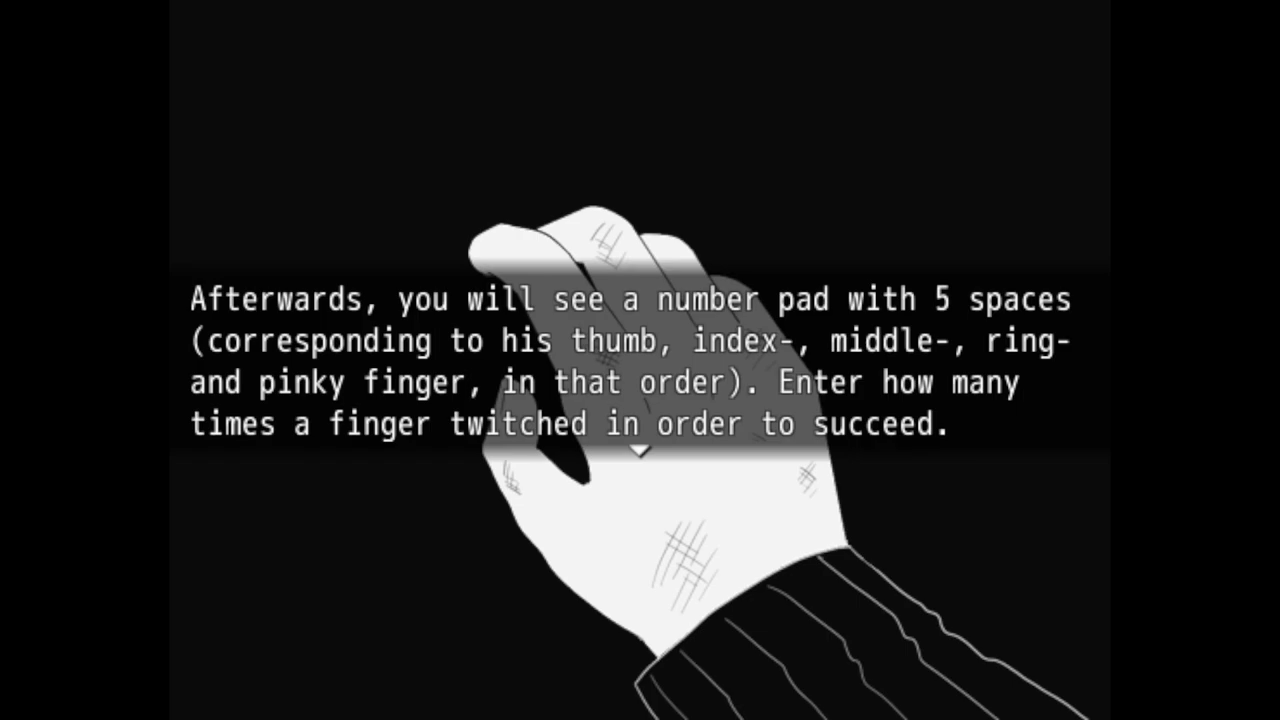 Afterwards, you will see a number pad with 5 spaces
(corresponding to his thumb, index-, middle-, ring-
and pinky finger, in that order). Enter how many
times a finger twitched in order to succeed.